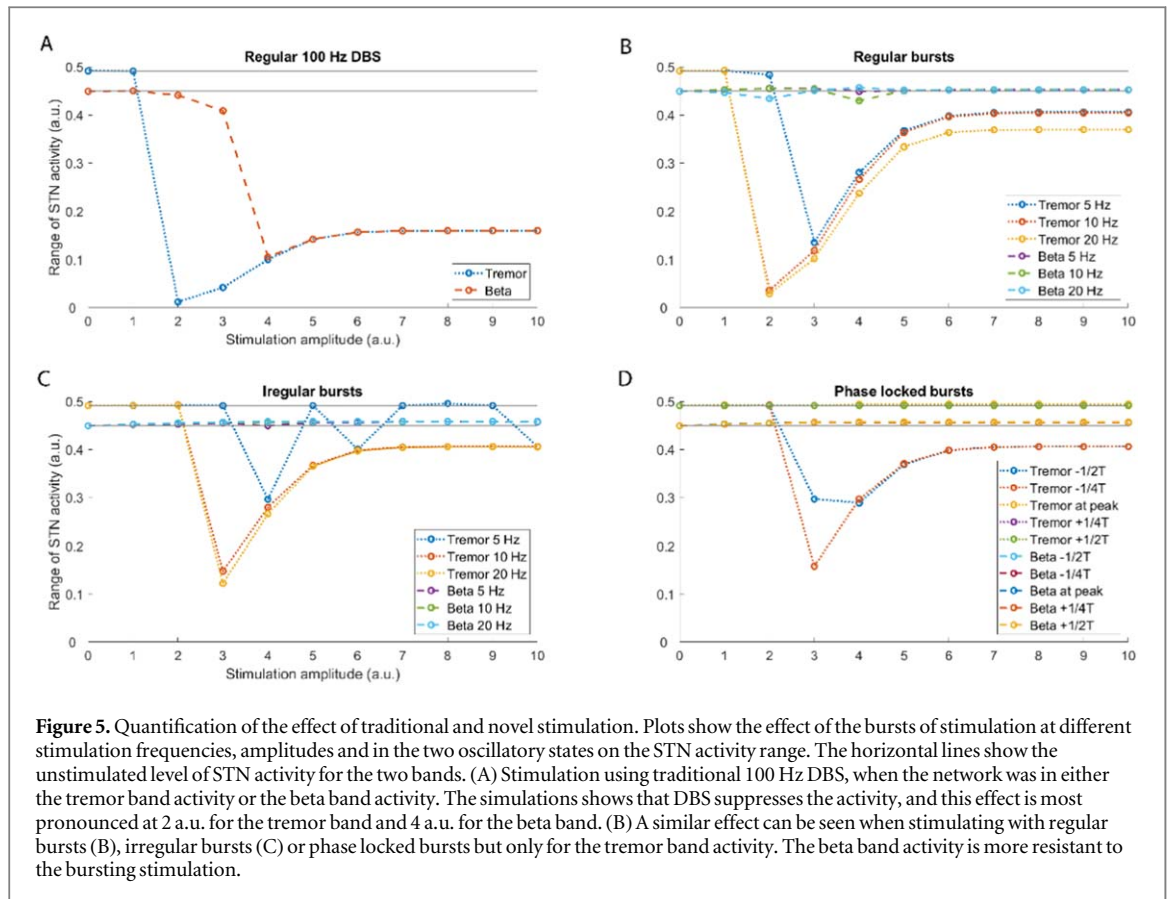 A
Regular 100 Hz DBS
Range of STN activity (a.u.)
0.5
0.4
0.3
0.2
0.1
0
0 1 2 3 4 5 6 7 8 9 10
Stimulation amplitude (a.u.)
Tremor
Beta
B
Regular bursts
0.5
0.4
0.3
0.2
0.1
0
0 1 2 3 4 5 6 7 8 9 10
Tremor 5 Hz
Tremor 10 Hz
Tremor 20 Hz
Beta 5 Hz
Beta 10 Hz
Beta 20 Hz
C
Iregular bursts
Range of STN activity (a.u.)
0.5
0.4
0.3
0.2
0.1
0
0 1 2 3 4 5 6 7 8 9 10
Stimulation amplitude (a.u.)
Tremor 5 Hz
Tremor 10 Hz
Tremor 20 Hz
Beta 5 Hz
Beta 10 Hz
Beta 20 Hz
D
Phase locked bursts
0.5
0.4
0.3
0.2
0.1
0
0 1 2 3 4 5 6 7 8 9 10
Tremor -1/2T
Tremor -1/4T
Tremor at peak
Tremor +1/4T
Tremor +1/2T
Beta -1/2T
Beta -1/4T
Beta at peak
Beta +1/4T
Beta +1/2T
Figure 5. Quantification of the effect of traditional and novel stimulation. Plots show the effect of the bursts of stimulation at different
stimulation frequencies, amplitudes and in the two oscillatory states on the STN activity range. The horizontal lines show the
unstimulated level of STN activity for the two bands. (A) Stimulation using traditional 100 Hz DBS, when the network was in either
the tremor band activity or the beta band activity. The simulations shows that DBS suppresses the activity, and this effect is most
pronounced at 2 a.u. for the tremor band and 4 a.u. for the beta band. (B) A similar effect can be seen when stimulating with regular
bursts (B), irregular bursts (C) or phase locked bursts but only for the tremor band activity. The beta band activity is more resistant to
the bursting stimulation.